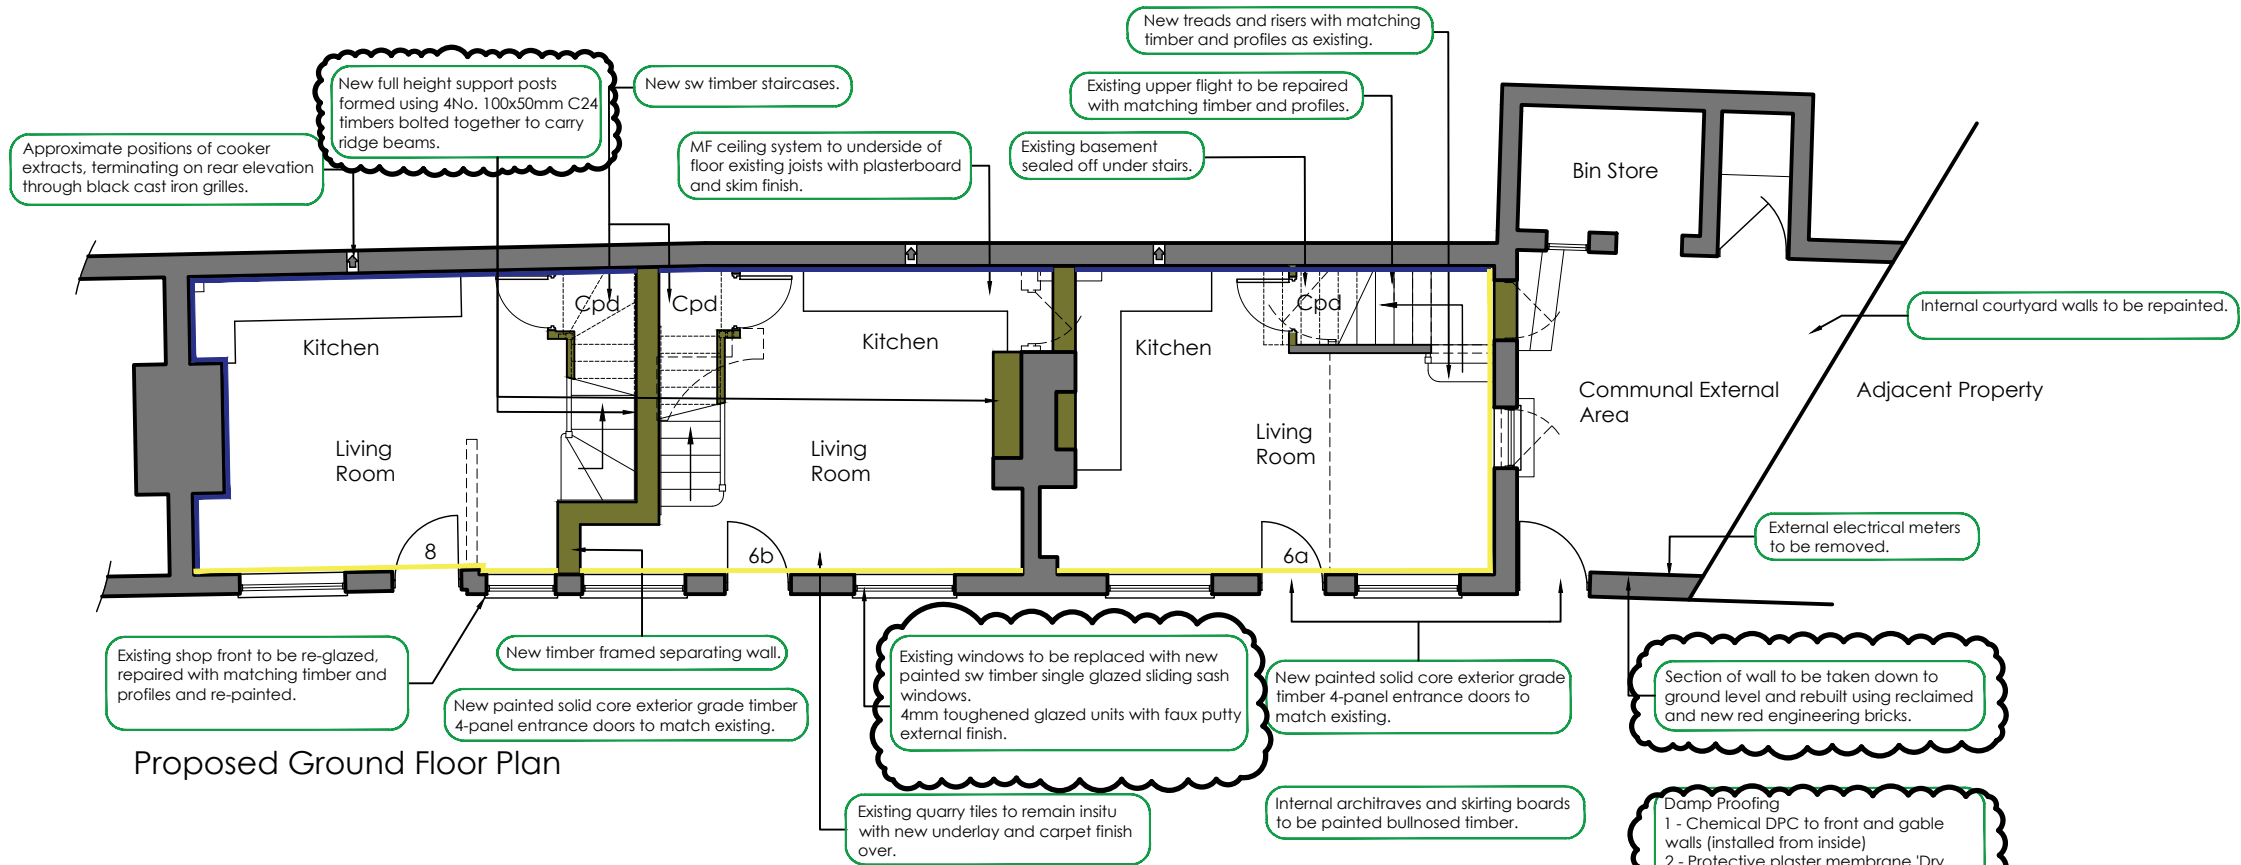 New treads and risers with matching
timber and profiles as existing.
New full height support posts
formed using 4No. 100x50mm C24
timbers bolted together to carry
ridge beams.
New sw timber staircases.
Existing upper flight to be repaired
with matching timber and profiles.
Approximate positions of cooker
extracts, terminating on rear elevation
through black cast iron grilles.
MF ceiling system to underside of
floor existing joists with plasterboard
and skim finish.
Existing basement
sealed off under stairs.
Bin Store
Cpd
Cpd
Cpd
Internal courtyard walls to be repainted.
Kitchen
Kitchen
Kitchen
Communal External
Area
Adjacent Property
Living
Room
Living
Room
Living
Room
8
6b
6a
External electrical meters
to be removed.
Existing shop front to be re-glazed,
repaired with matching timber and
profiles and re-painted.
New timber framed separating wall.
New painted solid core exterior grade timber
4-panel entrance doors to match existing.
Existing windows to be replaced with new
painted sw timber single glazed sliding sash
windows.
4mm toughened glazed units with faux putty
external finish.
New painted solid core exterior grade
timber 4-panel entrance doors to
match existing.
Section of wall to be taken down to
ground level and rebuilt using reclaimed
and new red engineering bricks.
Proposed Ground Floor Plan
Existing quarry tiles to remain insitu
with new underlay and carpet finish
over.
Internal architraves and skirting boards
to be painted bullnosed timber.
Damp Proofing
1 - Chemical DPC to front and gable
walls (installed from inside)
2 - Protective plaster membrane 'Dry